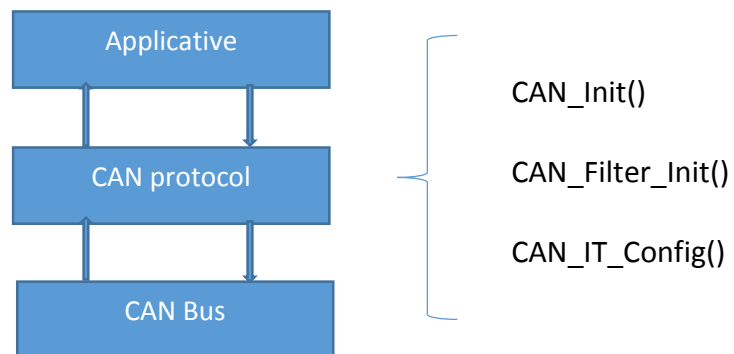 Applicative
CAN protocol
CAN Bus
CAN_Init()
CAN_Filter_Init()
CAN_IT_Config()